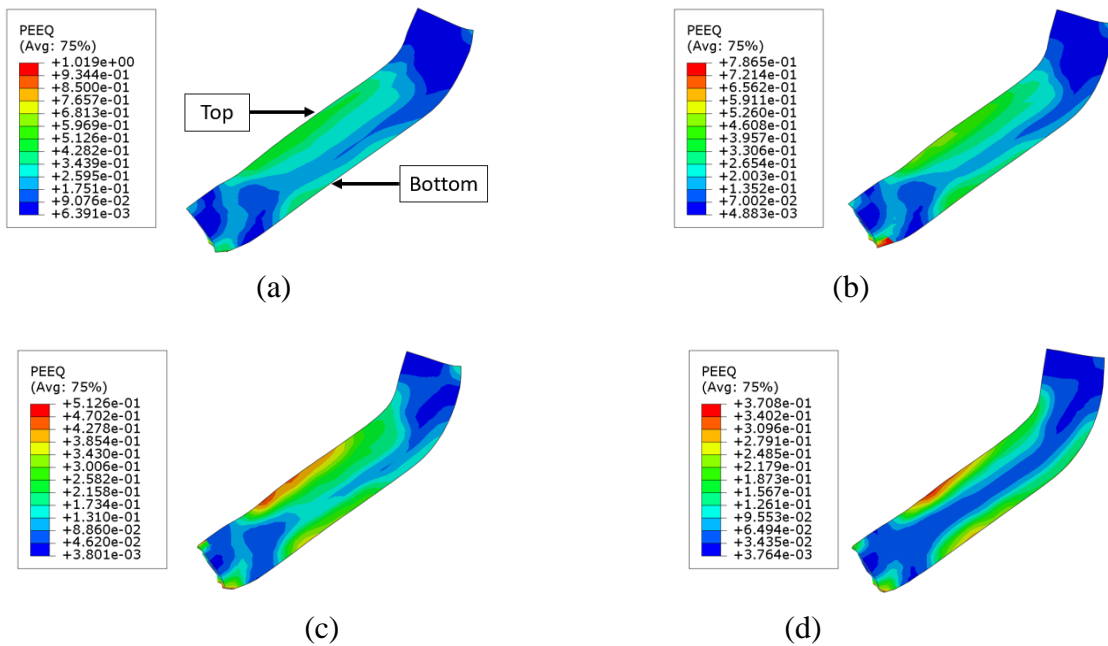 PEEQ
(Avg: 75%)
+1.019e+00
+9.344e-01
+8.500e-01
+7.657e-01
+6.813e-01
+5.969e-01
+5.126e-01
+4.282e-01
+3.439e-01
+2.595e-01
+1.751e-01
+9.076e-02
+6.391e-03
Top
Bottom
(a)
PEEQ
(Avg: 75%)
+7.865e-01
+7.214e-01
+6.562e-01
+5.911e-01
+5.260e-01
+4.608e-01
+3.957e-01
+3.306e-01
+2.654e-01
+2.003e-01
+1.352e-01
+7.002e-02
+4.883e-03
(b)
PEEQ
(Avg: 75%)
+5.126e-01
+4.702e-01
+4.278e-01
+3.854e-01
+3.430e-01
+3.006e-01
+2.582e-01
+2.158e-01
+1.734e-01
+1.310e-01
+8.860e-02
+4.620e-02
+3.801e-03
(c)
PEEQ
(Avg: 75%)
+3.708e-01
+3.402e-01
+3.096e-01
+2.791e-01
+2.485e-01
+2.179e-01
+1.873e-01
+1.567e-01
+1.261e-01
+9.553e-02
+6.494e-02
+3.435e-02
+3.764e-03
(d)